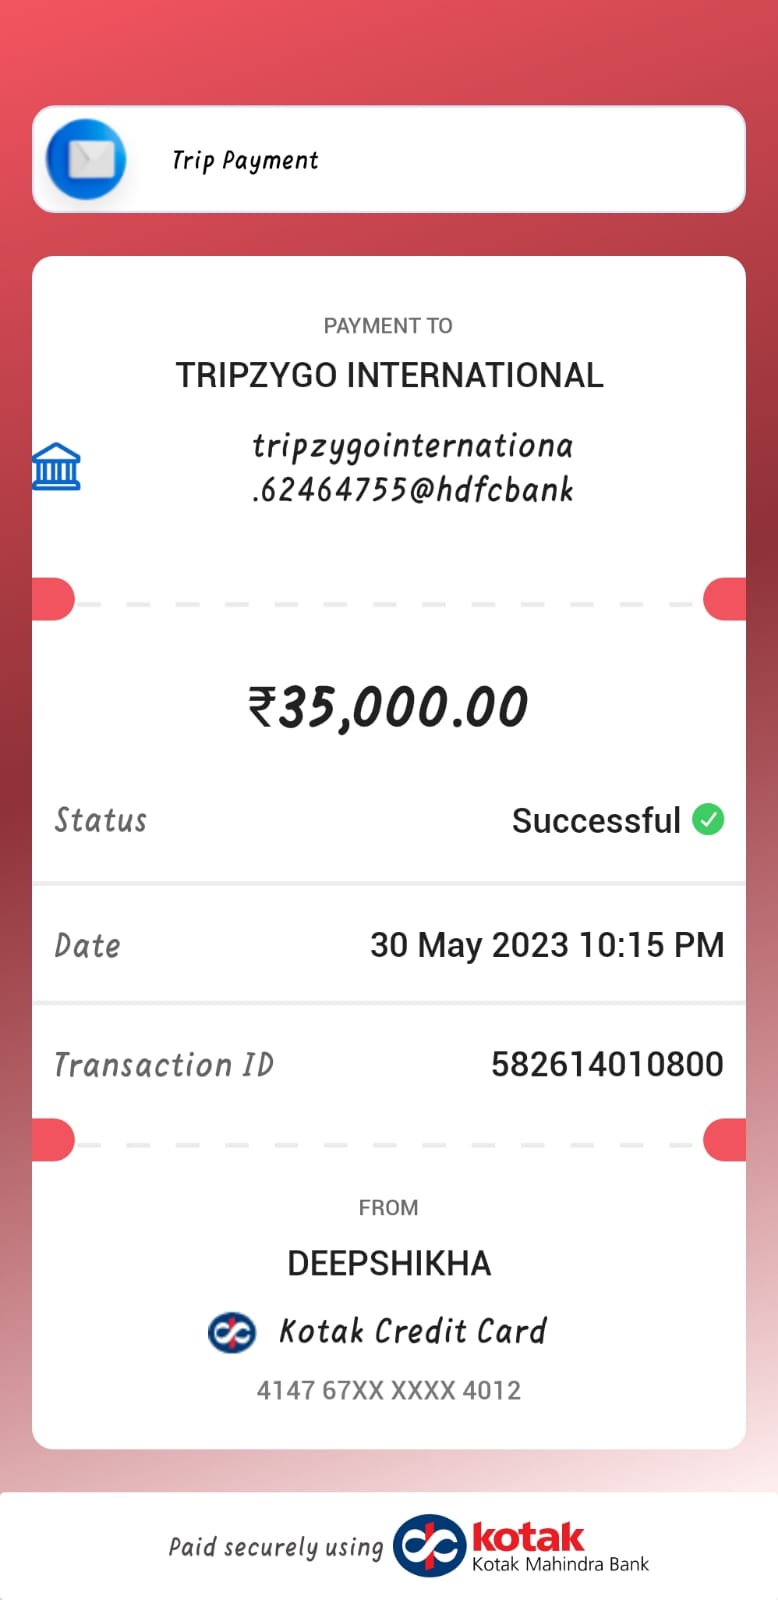 Trip Payment
PAYMENT TO
TRIPZYGO INTERNATIONAL
tripzygointernationa
.62464755@hdfcbank
₹35,000.00
Status Successful
Date 30 May 2023 10:15 PM
Transaction ID 582614010800
FROM
DEEPSHIKHA
Kotak Credit Card
4147 67XX XXXX 4012
Paid securely using kotak
Kotak Mahindra Bank